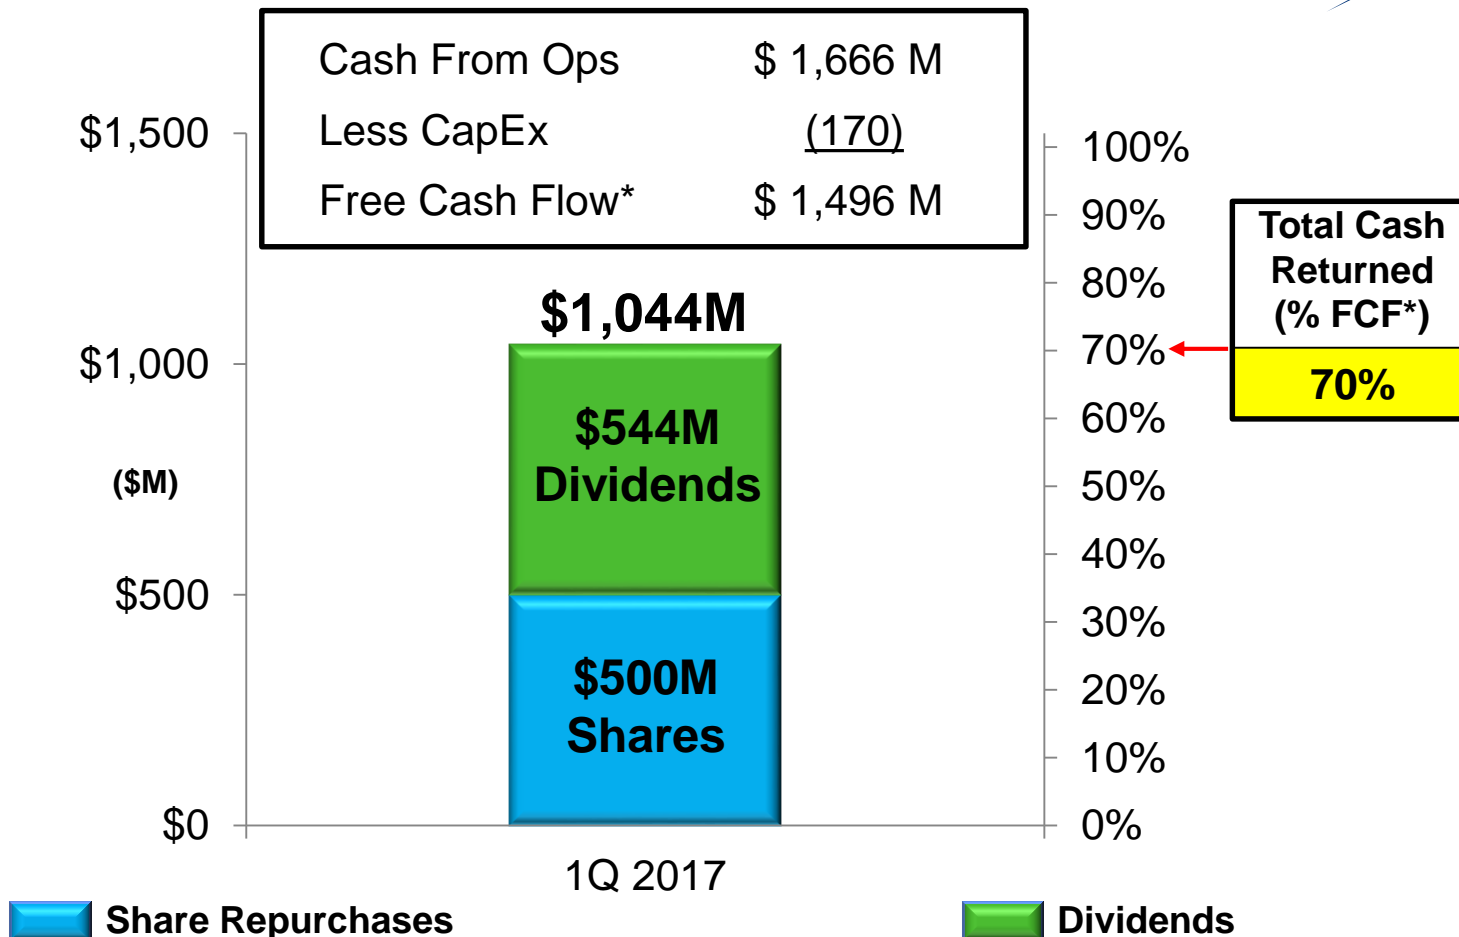 Cash From Ops $ 1,666 M
Less CapEx (170)
Free Cash Flow* $ 1,496 M
$1,500
$1,000
($M)
$500
$0
100%
90%
80%
70%
60%
50%
40%
30%
20%
10%
0%
Total Cash
Returned
(% FCF*)
70%
$1,044M
$544M
Dividends
$500M
Shares
1Q 2017
Share Repurchases
Dividends